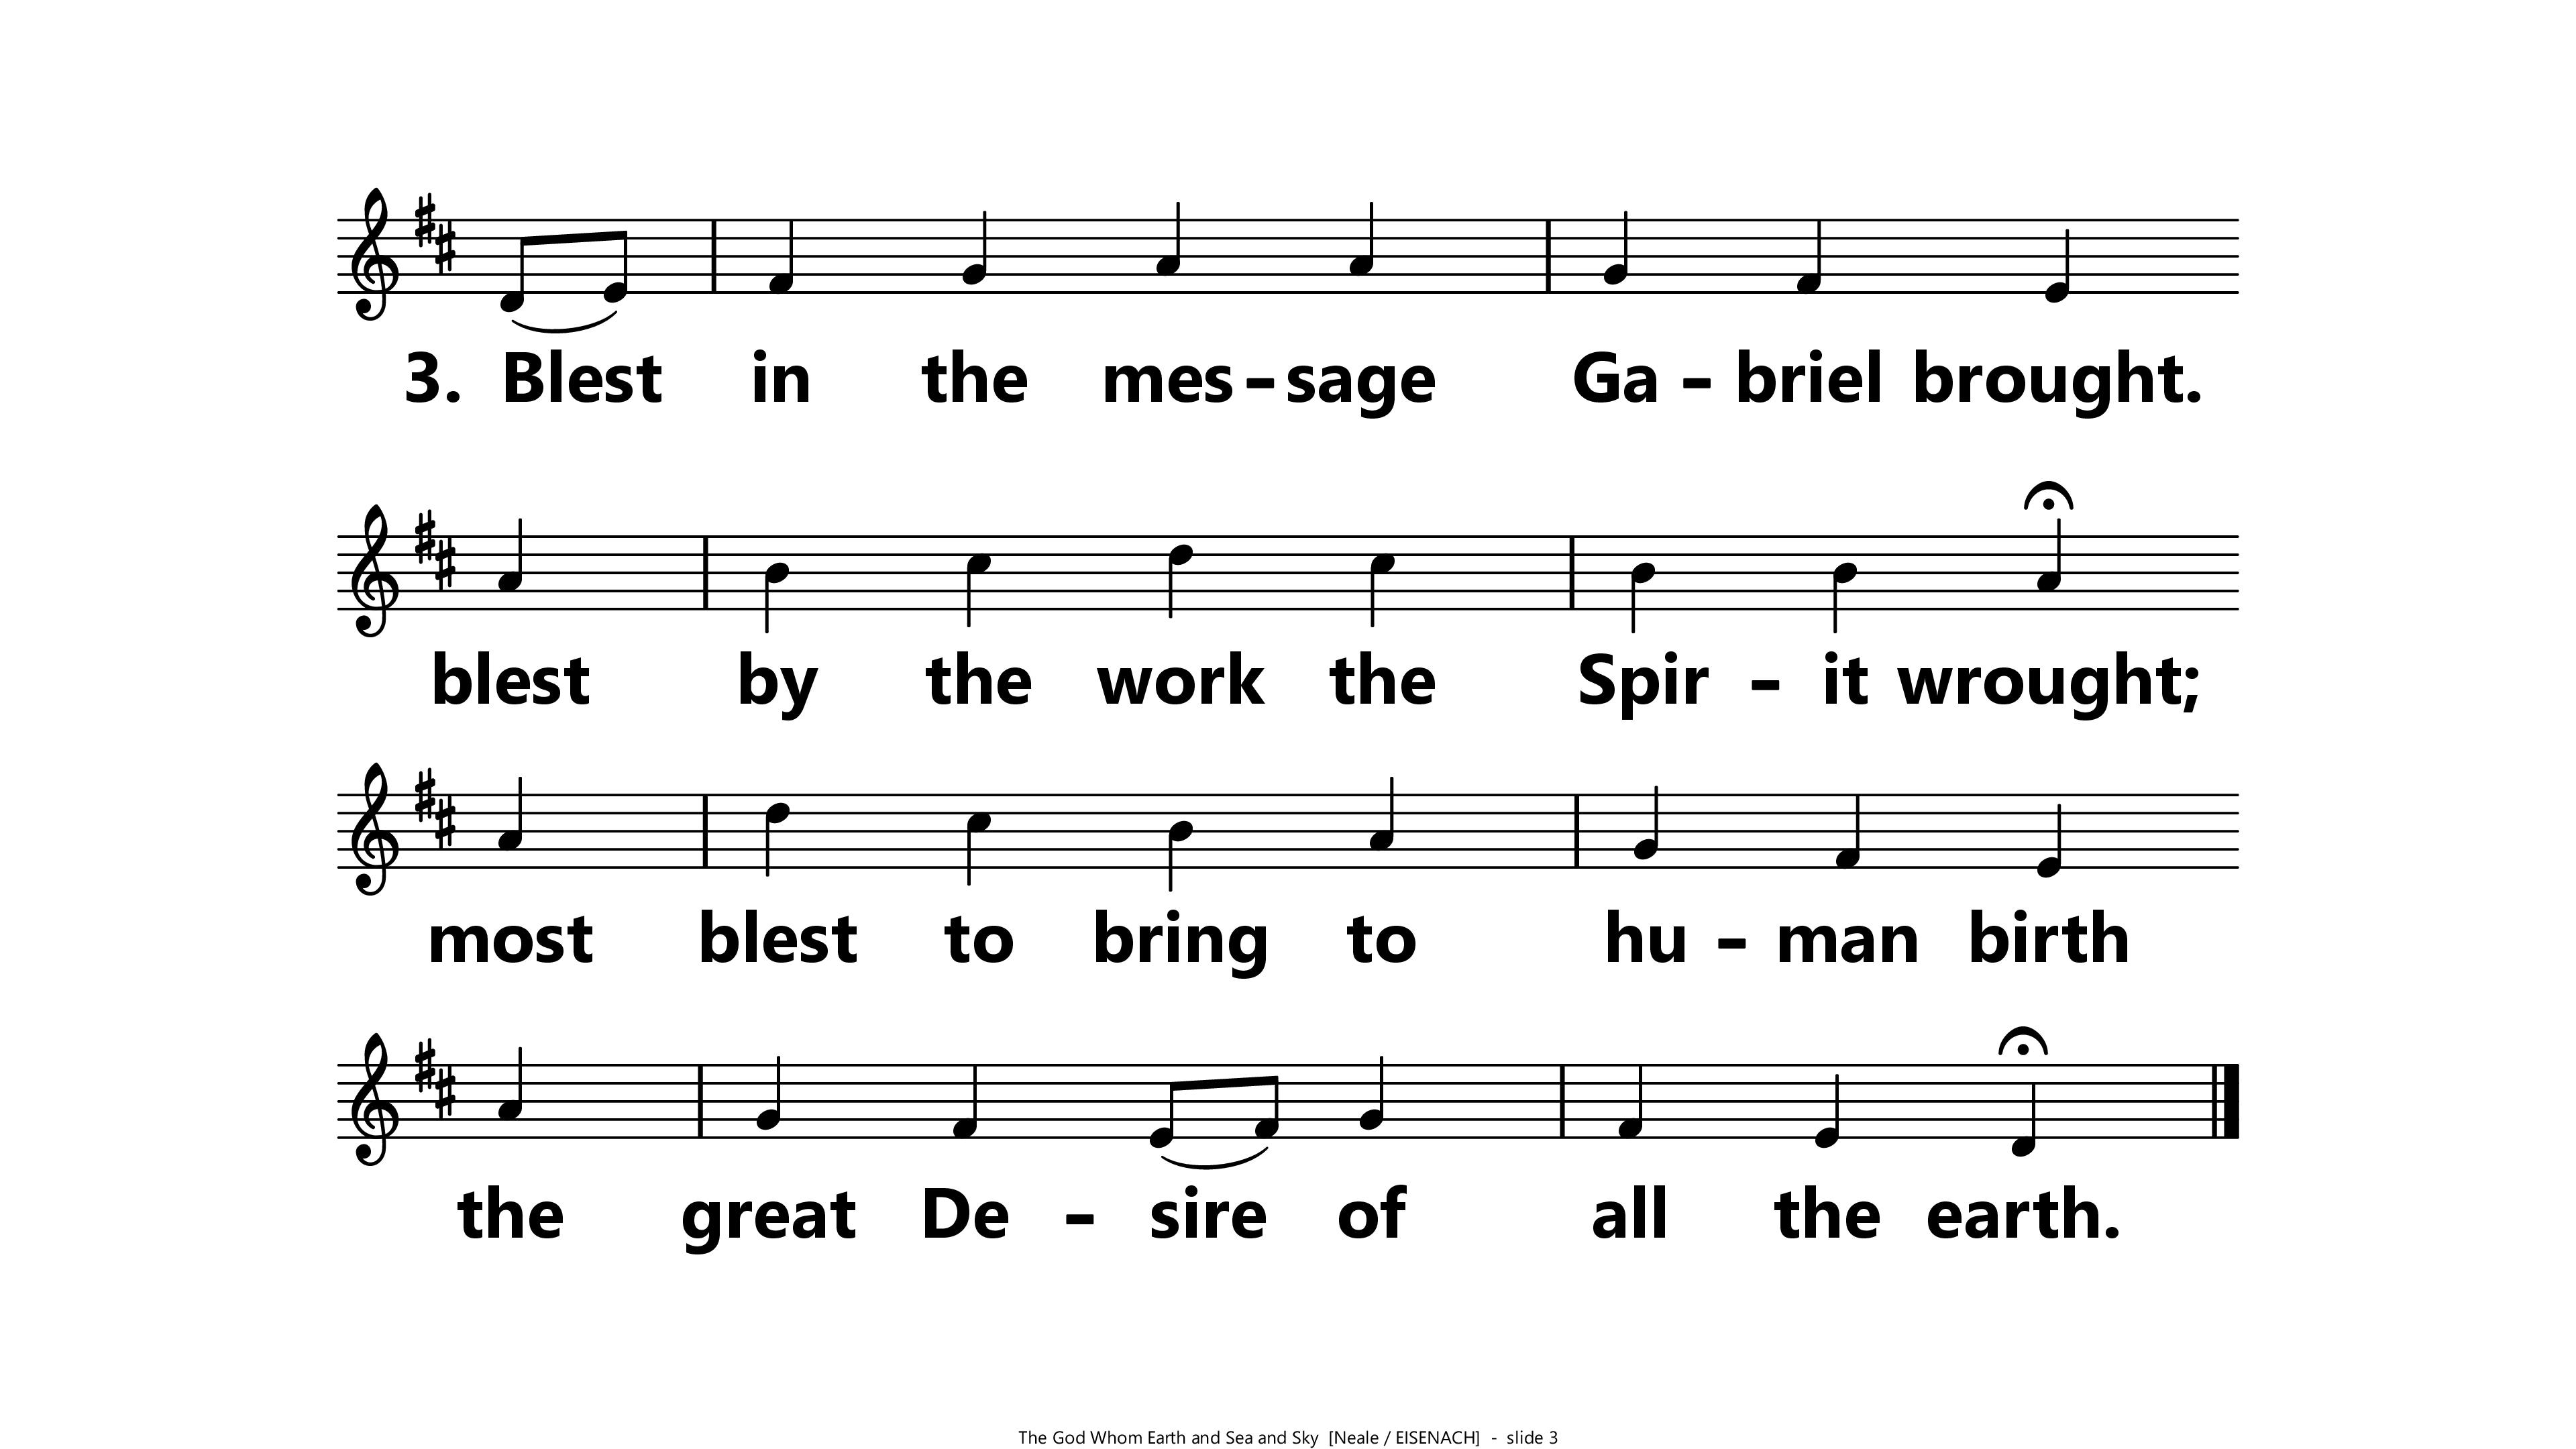 3. Blest in the mes-sage Ga-briel brought.
blest by the work the Spir-it wrought;
most blest to bring to hu-man birth
the great De-sire of all the earth.
The God Whom Earth and Sea and Sky [Neale / EISENACH] - slide 3